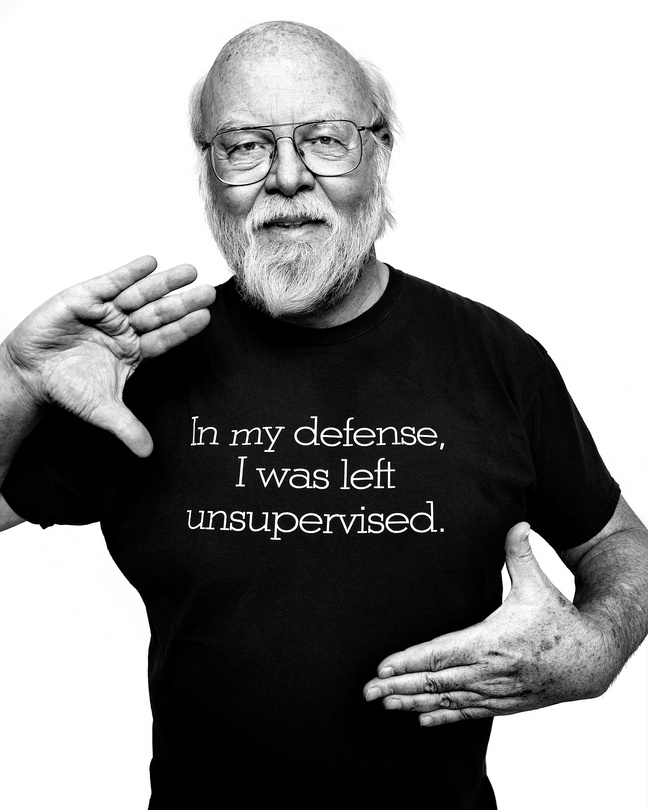 In my defense,
I was left
unsupervised.